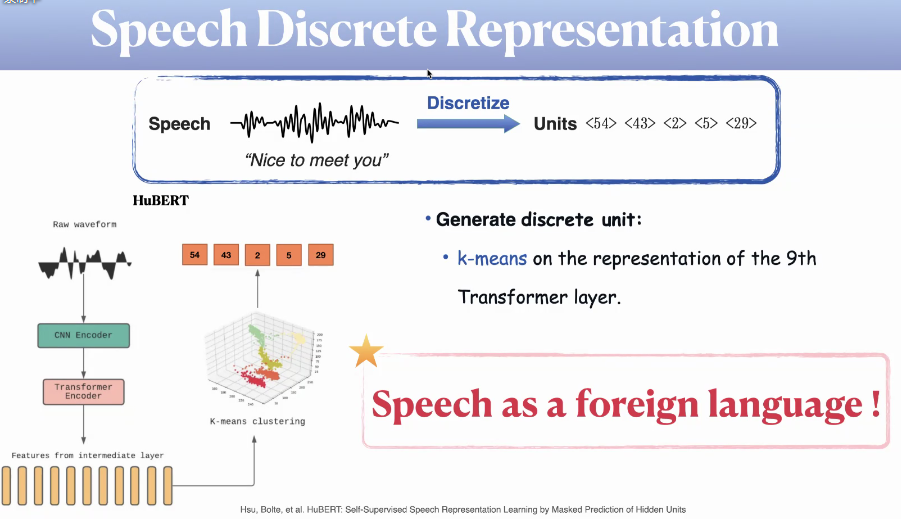 Speech Discrete Representation
Speech
Discretize
Units <54> <43> <2> <5> <29>
“Nice to meet you”
HuBERT
Raw waveform
54 43 2 5 29
CNN Encoder
Transformer
Encoder
K-means clustering
Features from intermediate layer
• Generate discrete unit:
• k-means on the representation of the 9th
Transformer layer.
Speech as a foreign language !
Hsu, Bolte, et al. HuBERT: Self-Supervised Speech Representation Learning by Masked Prediction of Hidden Units